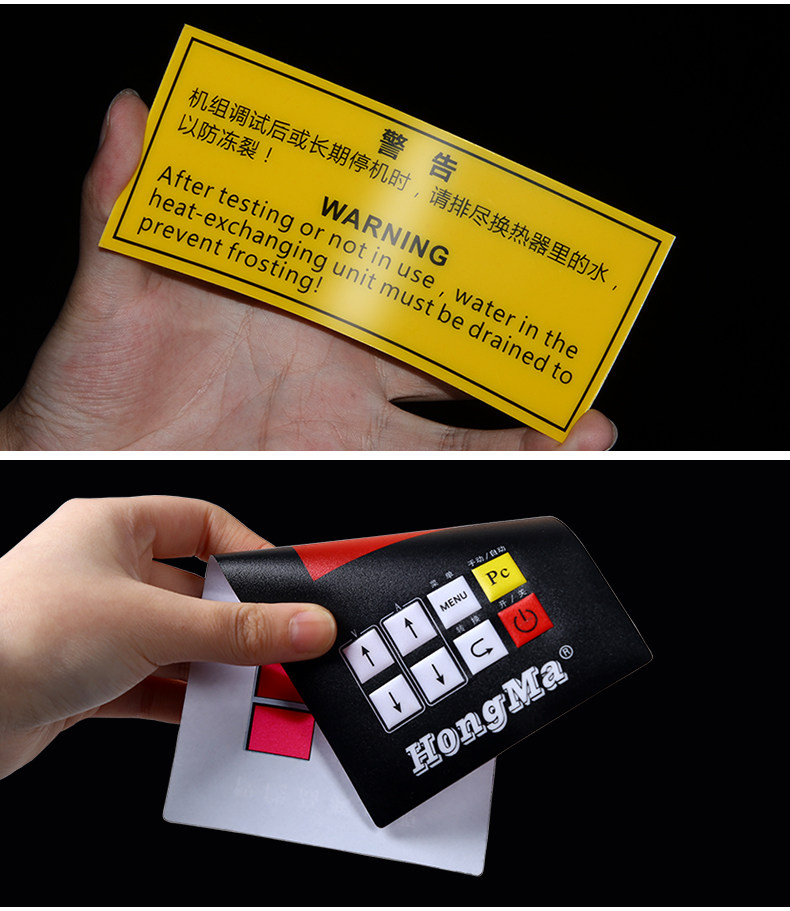 警 告
机组调试后或长期停机时，请排尽换热器里的水，
以防冻裂！
WARNING
After testing or not in use , water in the
heat-exchanging unit must be drained to
prevent frosting!
手动/自动
Pc
菜 单
MENU
开/关
转 换
V
A
HongMa®